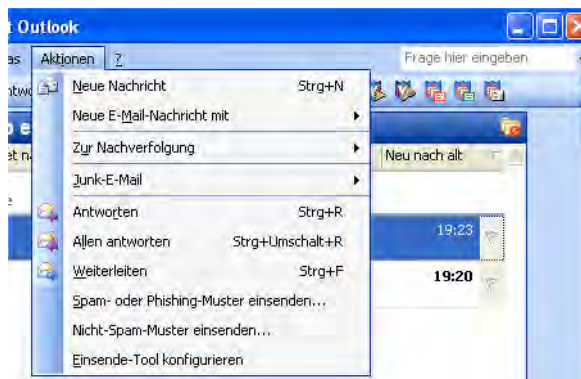 t Outlook
as Aktionen ? Frage hier eingeben
ntwo
Neue Nachricht Strg+N
Neue E-Mail-Nachricht mit
Zur Nachverfolgung Neu nach alt
Junk-E-Mail
Antworten Strg+R
Allen antworten Strg+Umschalt+R 19:23
Weiterleiten Strg+F 19:20
Spam- oder Phishing-Muster einsenden...
Nicht-Spam-Muster einsenden...
Einsende-Tool konfigurieren